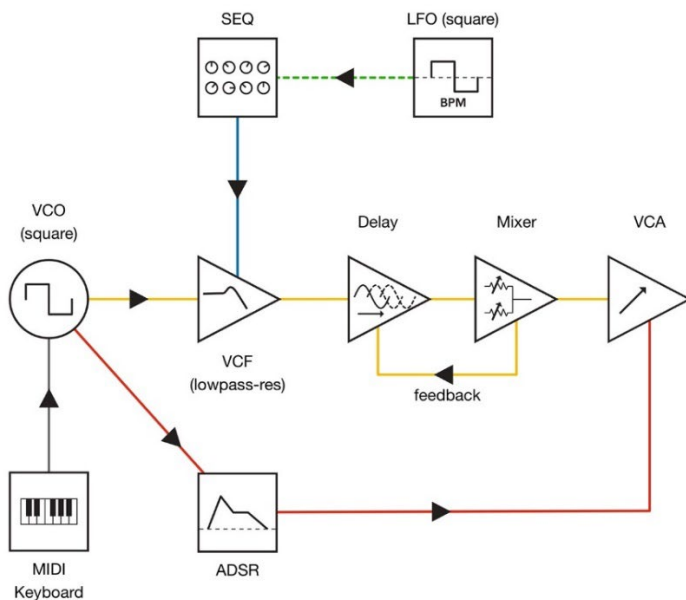 SEQ
LFO (square)
BPM
VCO
(square)
Delay
Mixer
VCA
VCF
(lowpass-res)
feedback
MIDI
Keyboard
ADSR